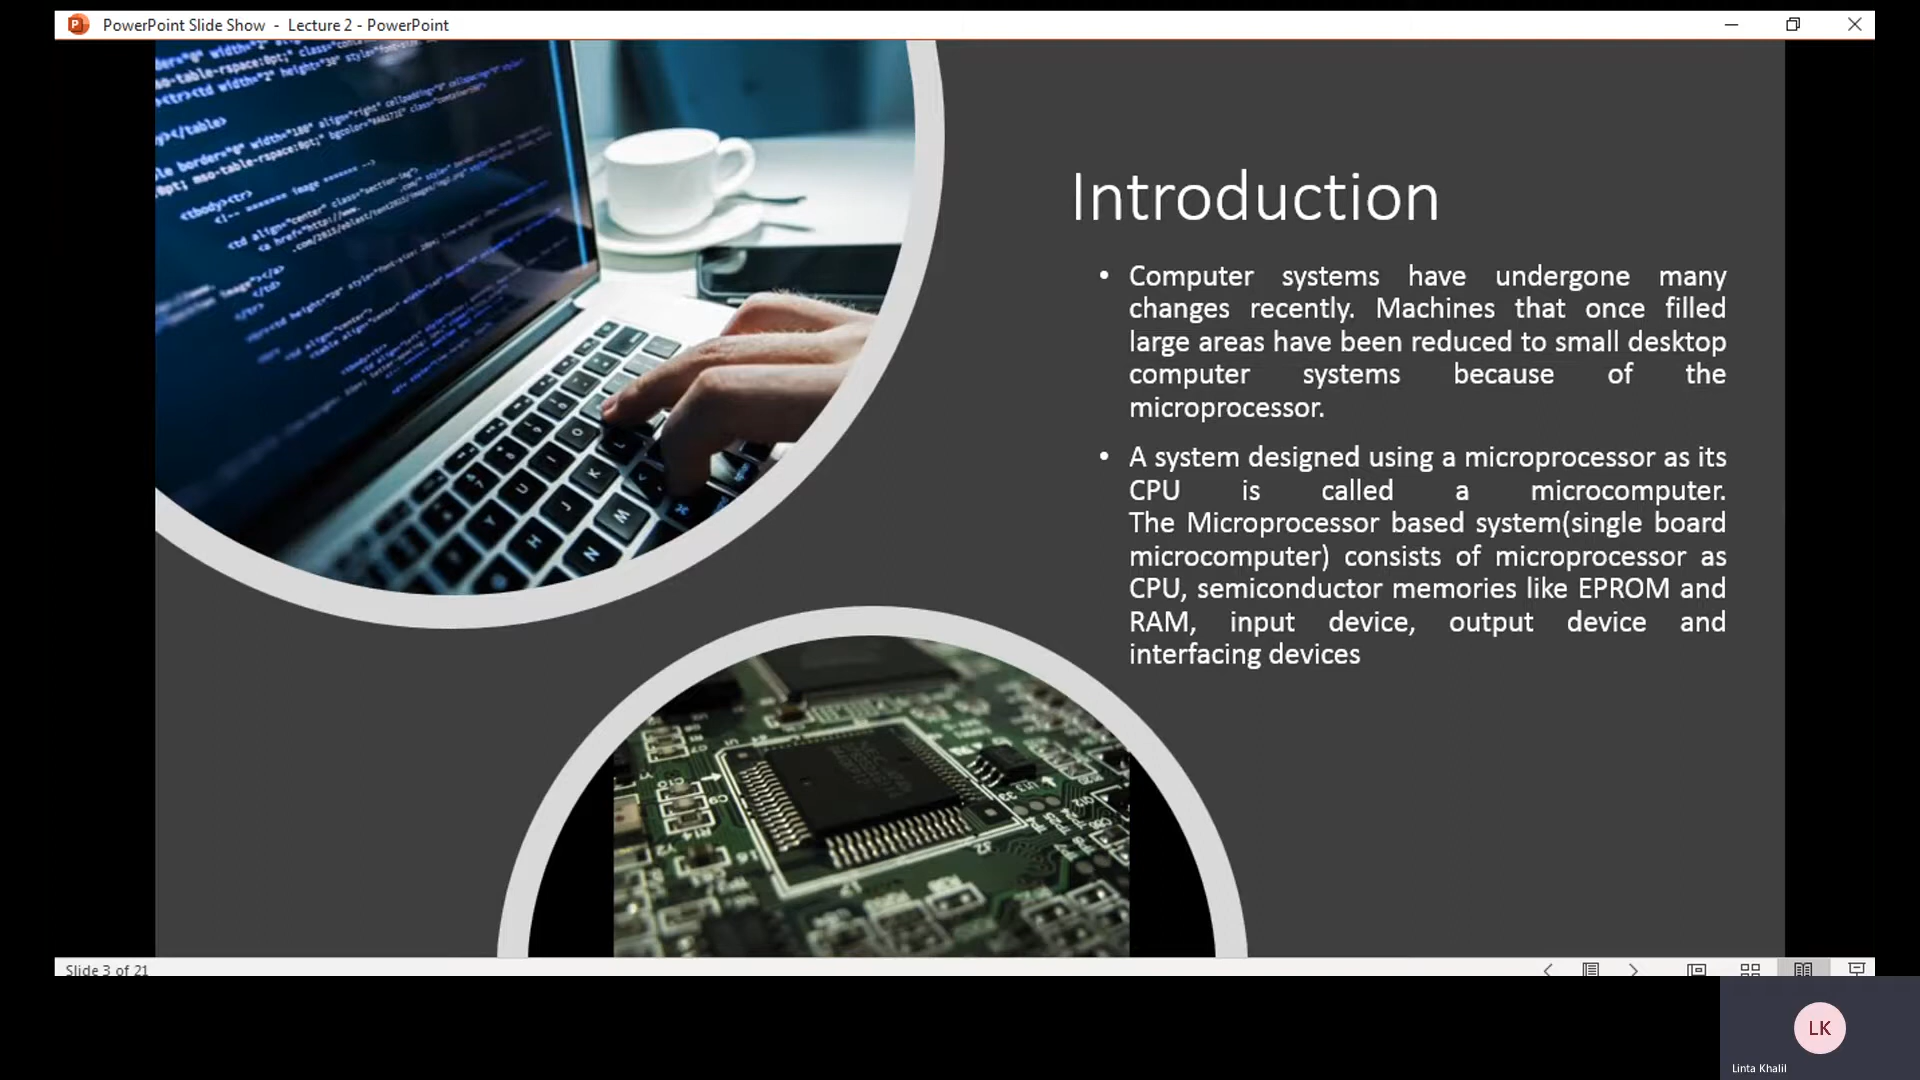 PowerPoint Slide Show - Lecture 2 - PowerPoint
Introduction
• Computer systems have undergone many
changes recently. Machines that once filled
large areas have been reduced to small desktop
computer systems because of the
microprocessor.
• A system designed using a microprocessor as its
CPU is called a microcomputer.
The Microprocessor based system(single board
microcomputer) consists of microprocessor as
CPU, semiconductor memories like EPROM and
RAM, input device, output device and
interfacing devices
Slide 3 of 21
LK
Linta Khalil